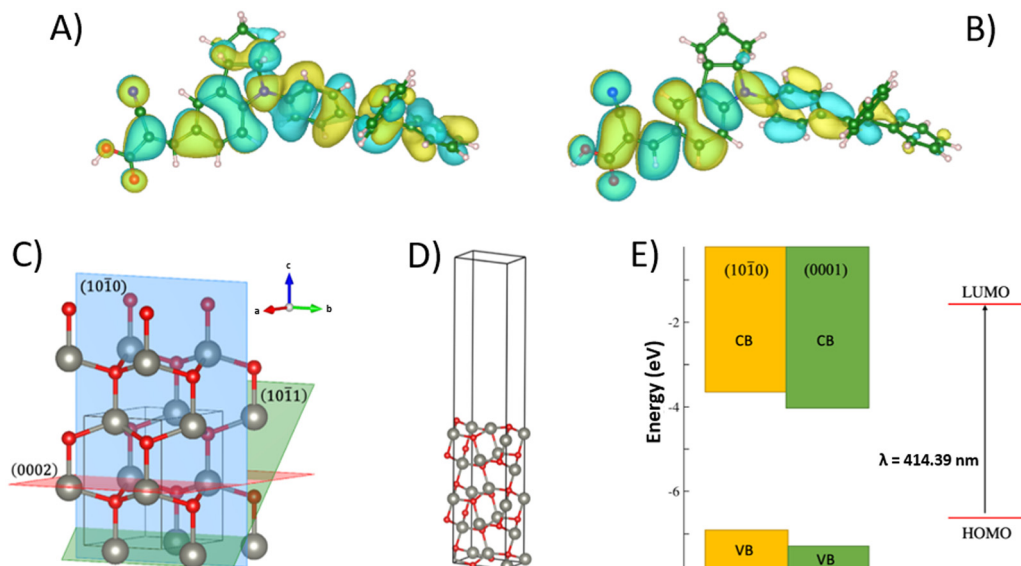 A)
B)
C)
(101̅0)
c
a
b
(101̅1)
(0002)
D)
E)
Energy (eV)
-2
-4
-6
(101̅0)
(0001)
CB
CB
VB
VB
LUMO
λ = 414.39 nm
HOMO